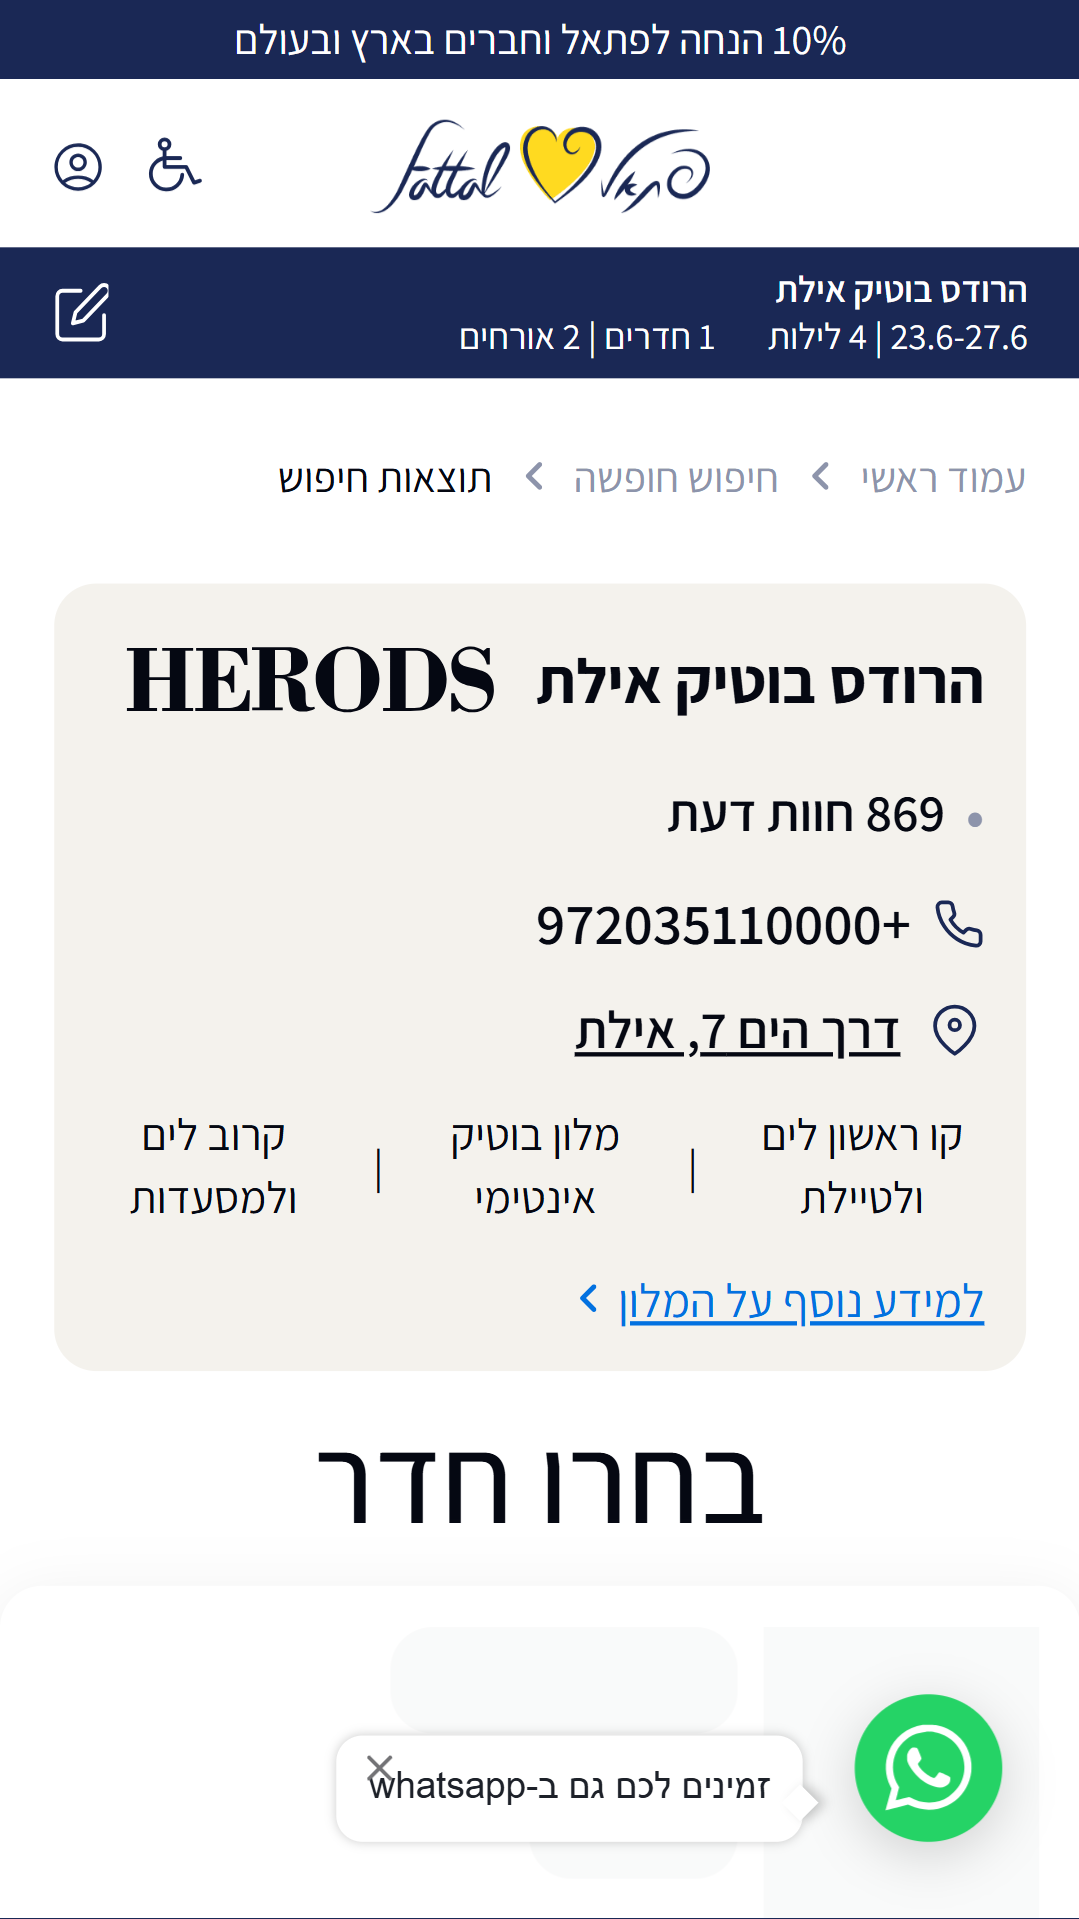 10% הנחה לפתאל וחברים בארץ ובעולם
fattal פתאל
הרודס בוטיק אילת
23.6-27.6 | 4 לילות 1 חדרים | 2 אורחים
עמוד ראשי חיפוש חופשה תוצאות חיפוש
הרודס בוטיק אילת HERODS
869 חוות דעת
972035110000+
דרך הים 7, אילת
קו ראשון לים ולטיילת | מלון בוטיק אינטימי | קרוב לים ולמסעדות
למידע נוסף על המלון
בחרו חדר
זמינים לכם גם ב-whatsapp